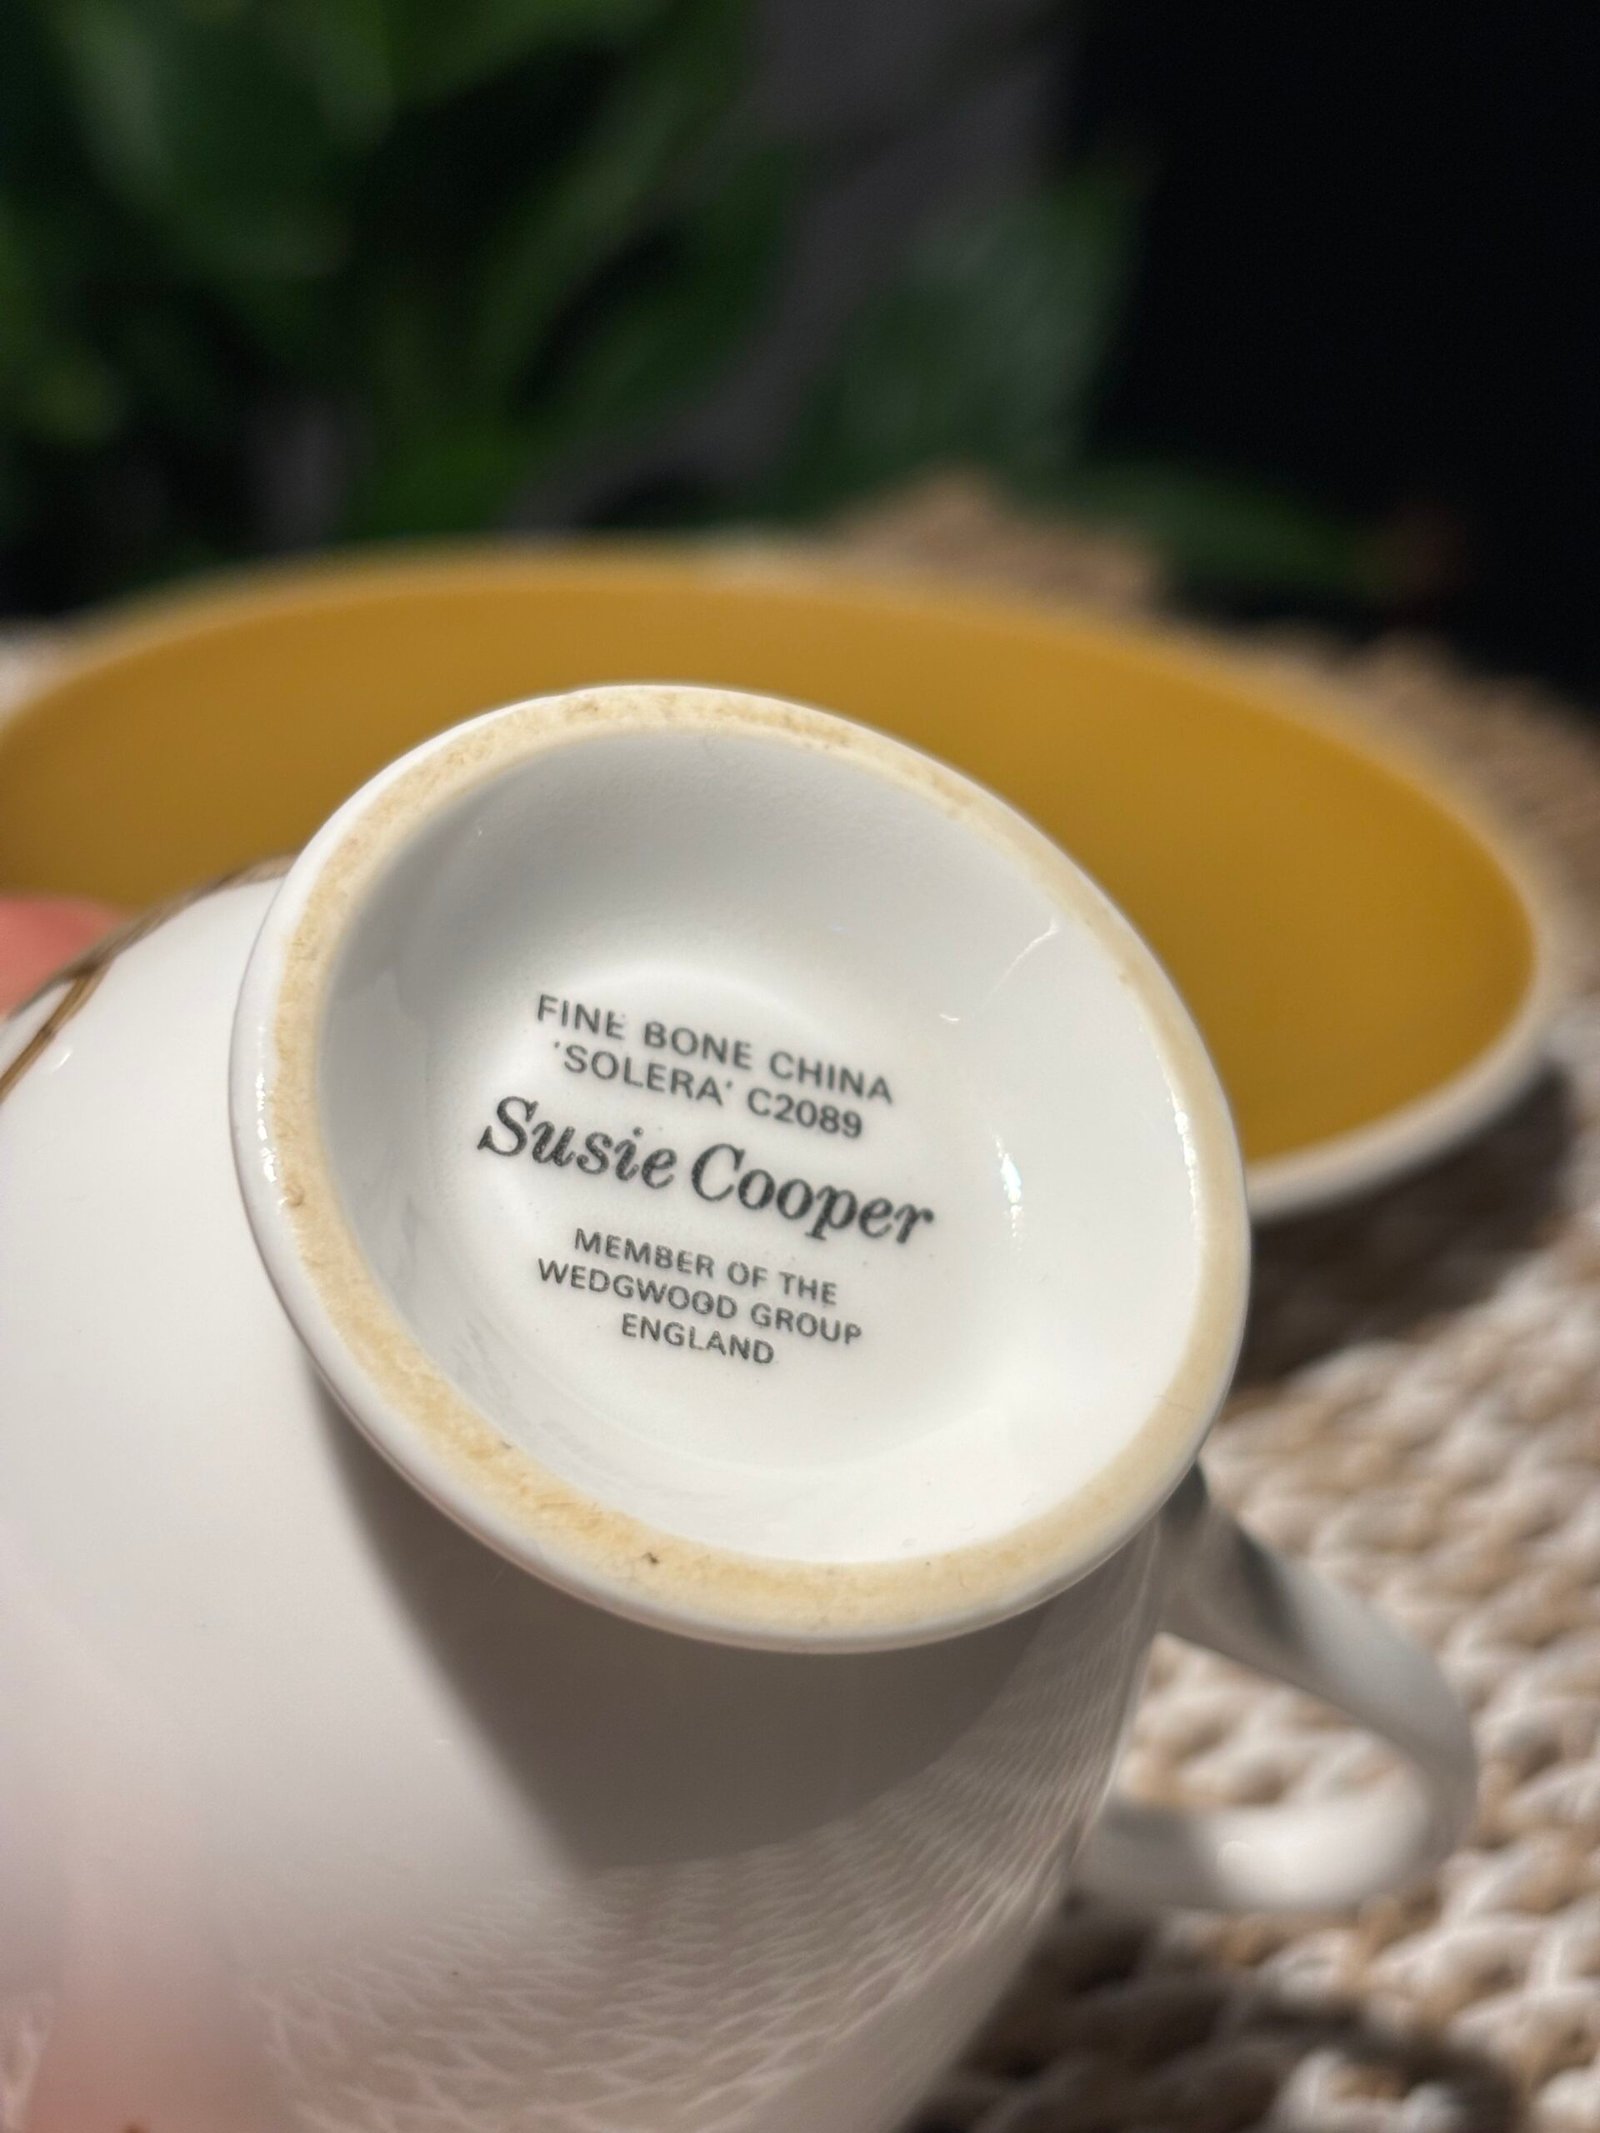 FINE BONE CHINA
'SOLERA' C2089
Susie Cooper
MEMBER OF THE
WEDGWOOD GROUP
ENGLAND